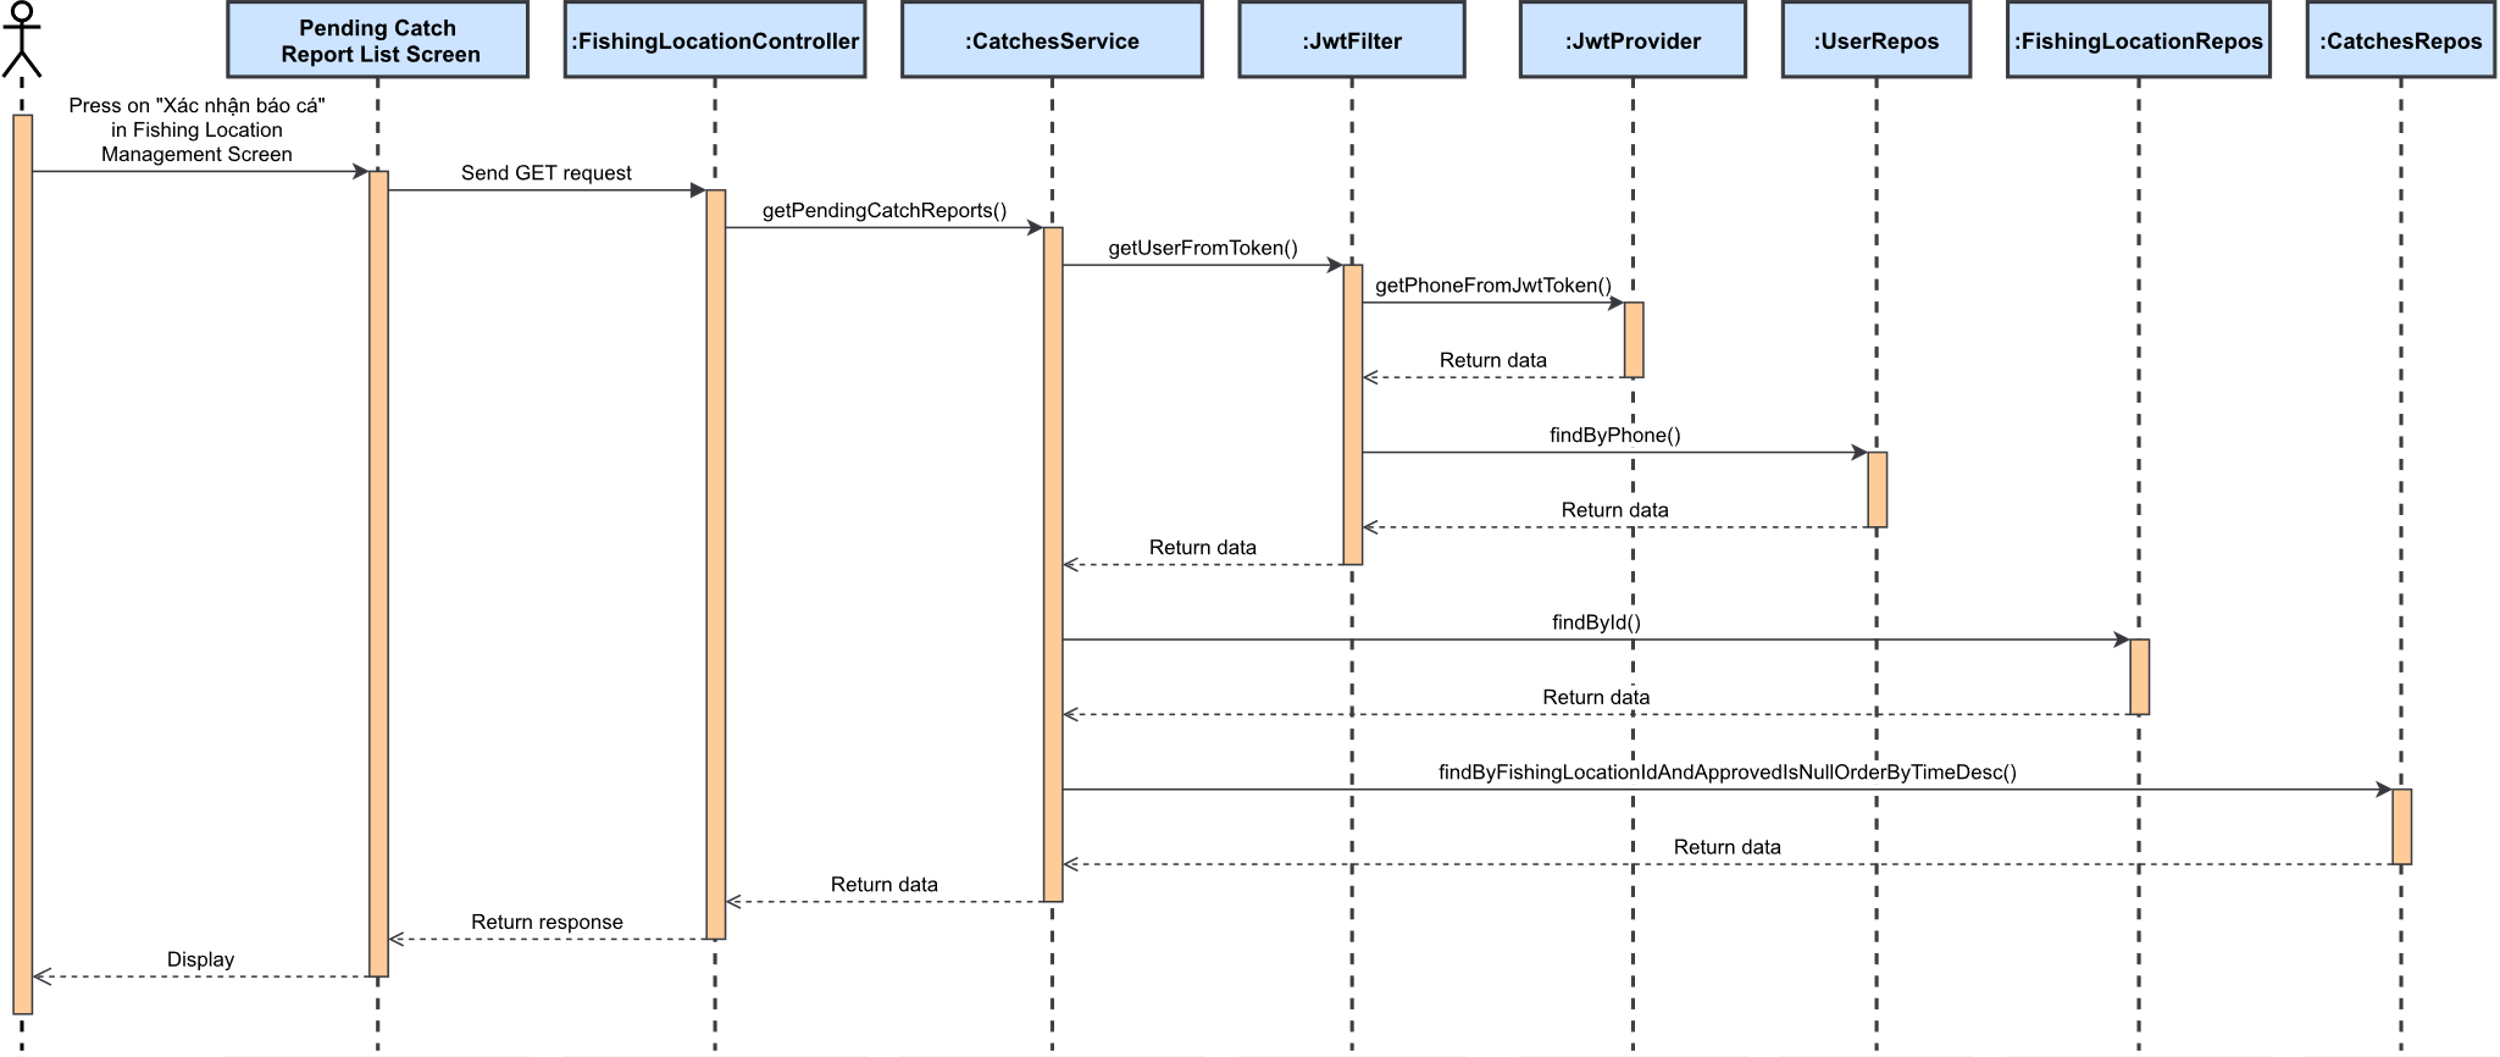 Pending Catch
Report List Screen
:FishingLocationController
:CatchesService
:JwtFilter
:JwtProvider
:UserRepos
:FishingLocationRepos
:CatchesRepos
Press on "Xác nhận báo cá"
in Fishing Location
Management Screen
Send GET request
getPendingCatchReports()
getUserFromToken()
getPhoneFromJwtToken()
Return data
findByPhone()
Return data
Return data
findById()
Return data
findByFishingLocationIdAndApprovedIsNullOrderByTimeDesc()
Return data
Return data
Return response
Display